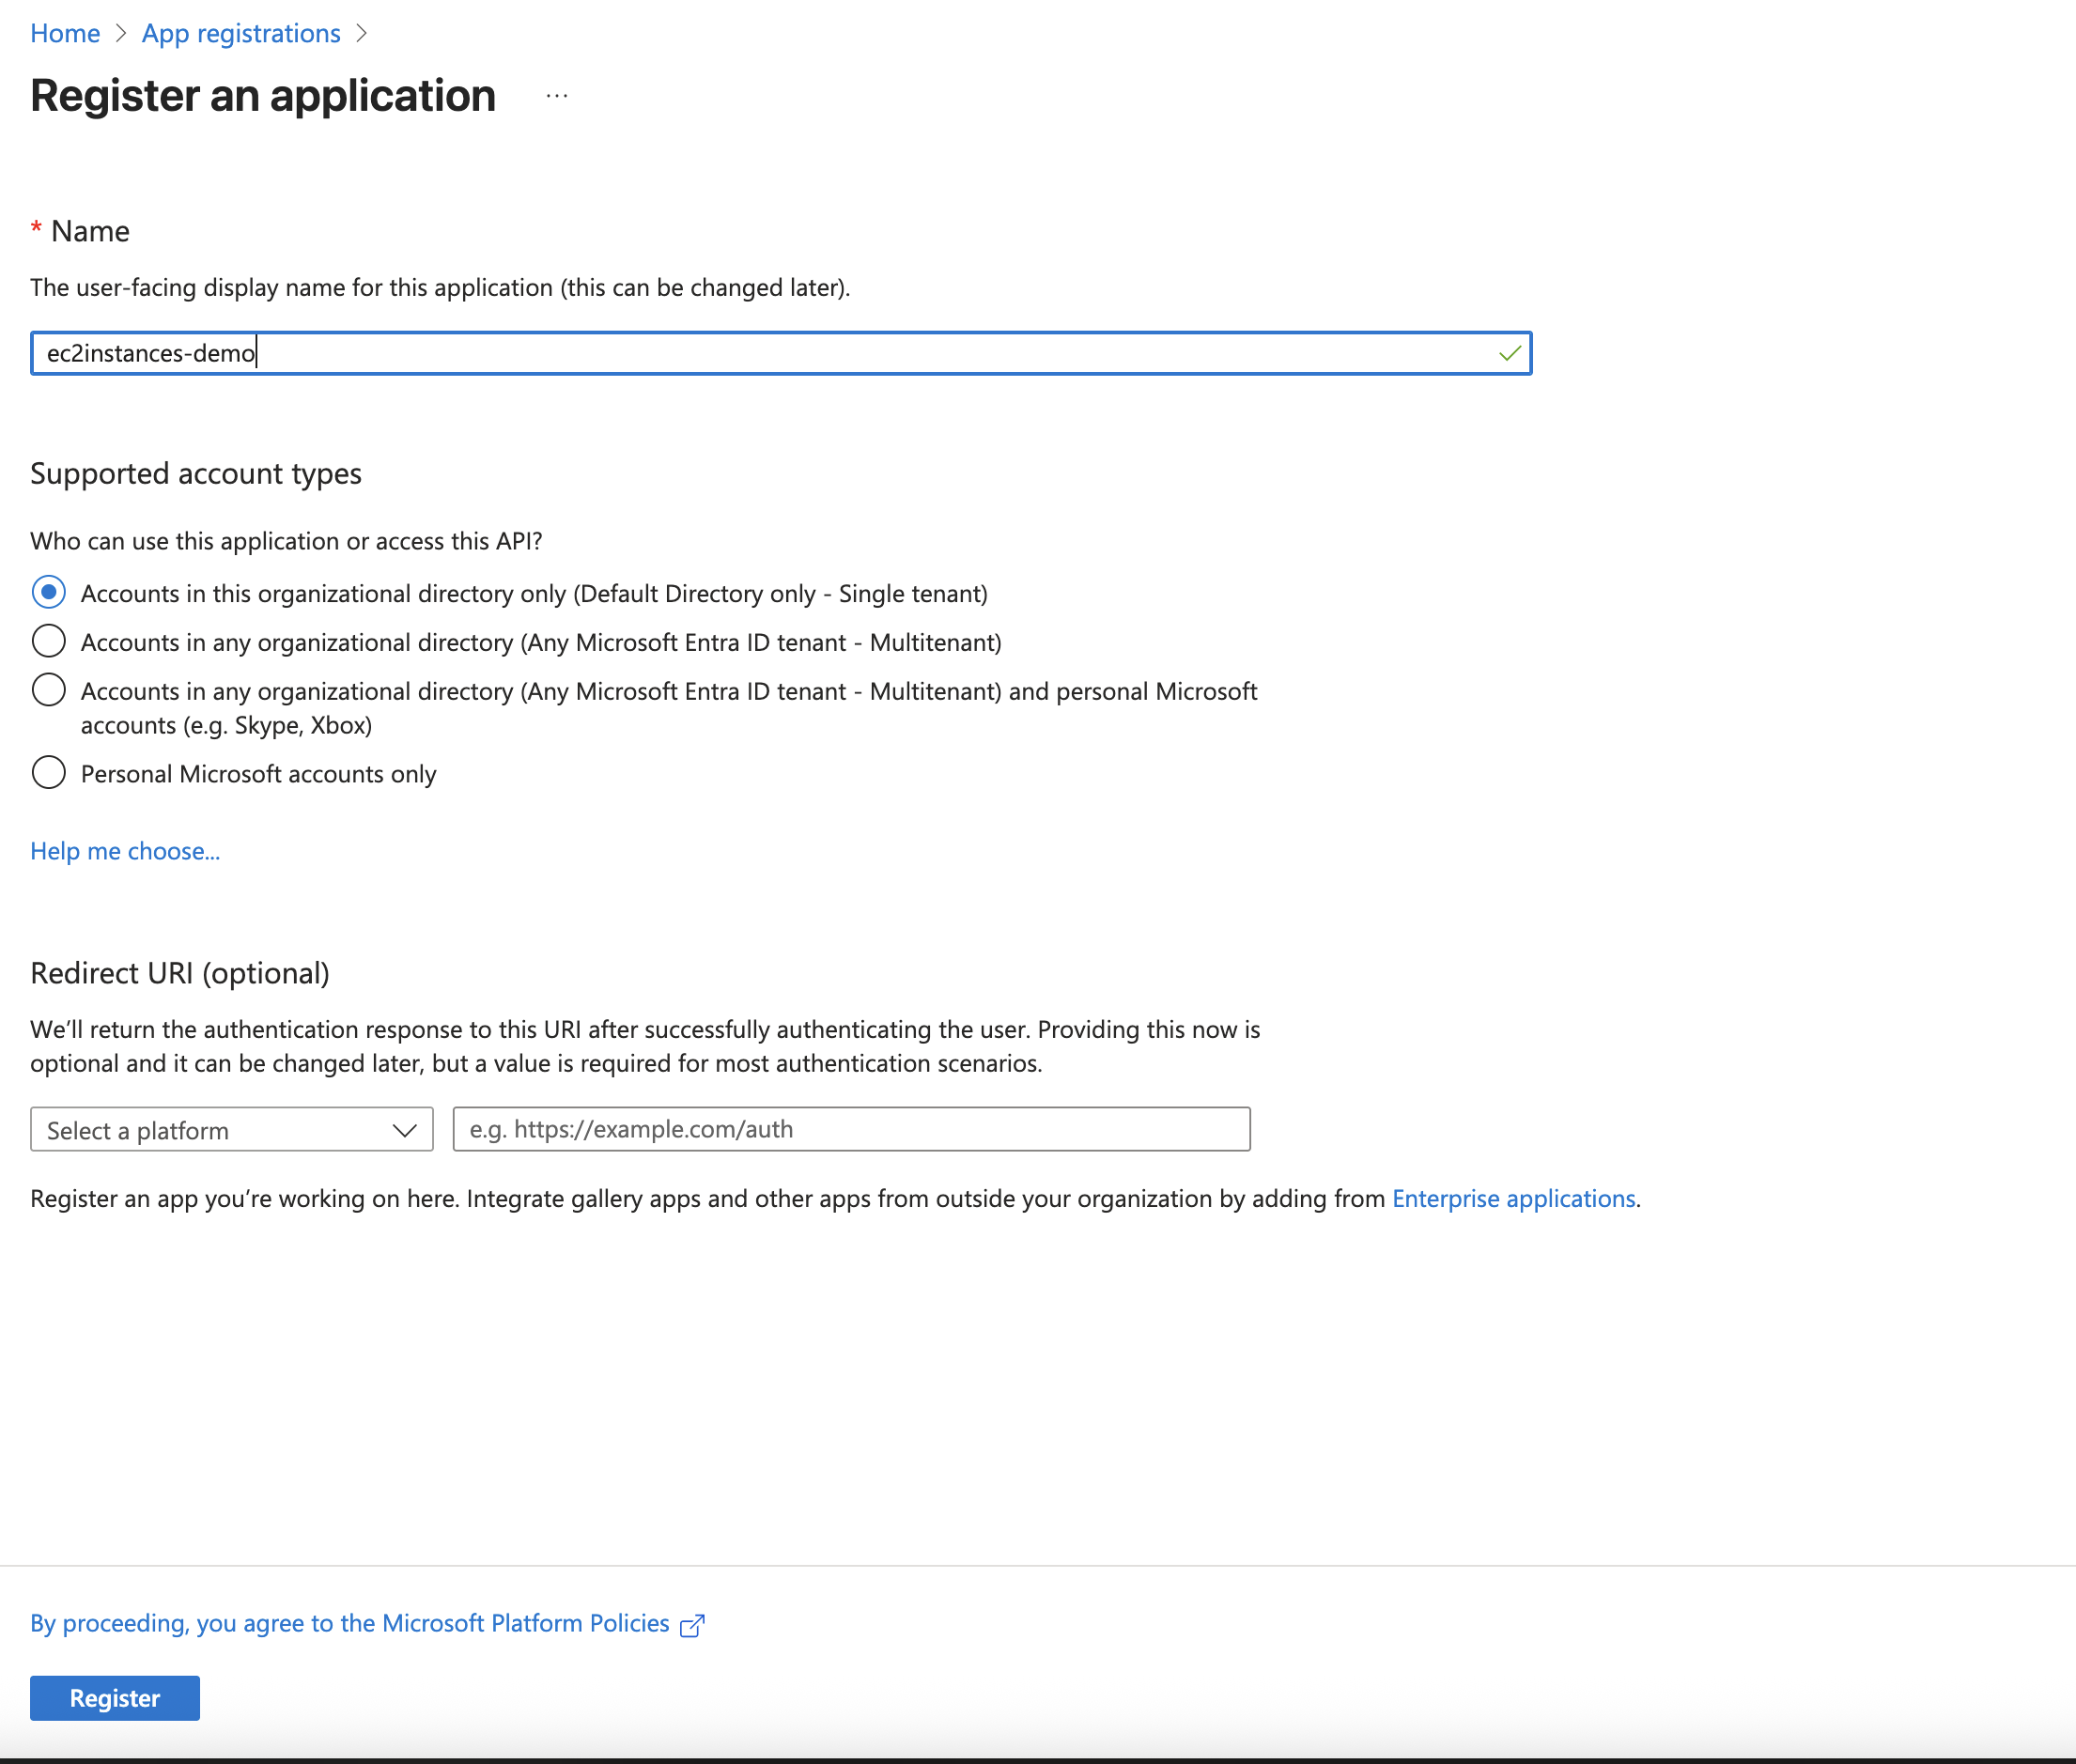 Home > App registrations >
Register an application ...
* Name
The user-facing display name for this application (this can be changed later).
ec2instances-demo
Supported account types
Who can use this application or access this API?
Accounts in this organizational directory only (Default Directory only - Single tenant)
Accounts in any organizational directory (Any Microsoft Entra ID tenant - Multitenant)
Accounts in any organizational directory (Any Microsoft Entra ID tenant - Multitenant) and personal Microsoft
accounts (e.g. Skype, Xbox)
Personal Microsoft accounts only
Help me choose...
Redirect URI (optional)
We’ll return the authentication response to this URI after successfully authenticating the user. Providing this now is
optional and it can be changed later, but a value is required for most authentication scenarios.
Select a platform e.g. https://example.com/auth
Register an app you’re working on here. Integrate gallery apps and other apps from outside your organization by adding from Enterprise applications.
By proceeding, you agree to the Microsoft Platform Policies
Register